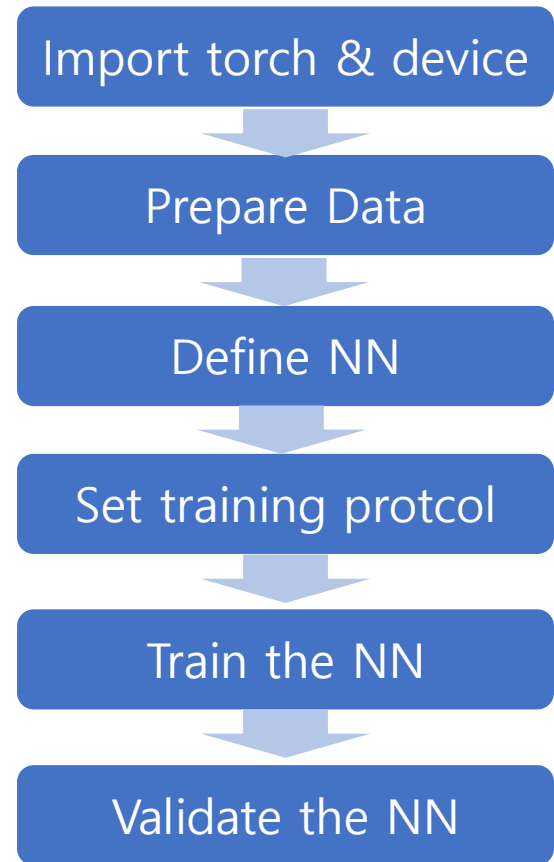 Import torch & device
Prepare Data
Define NN
Set training protcol
Train the NN
Validate the NN